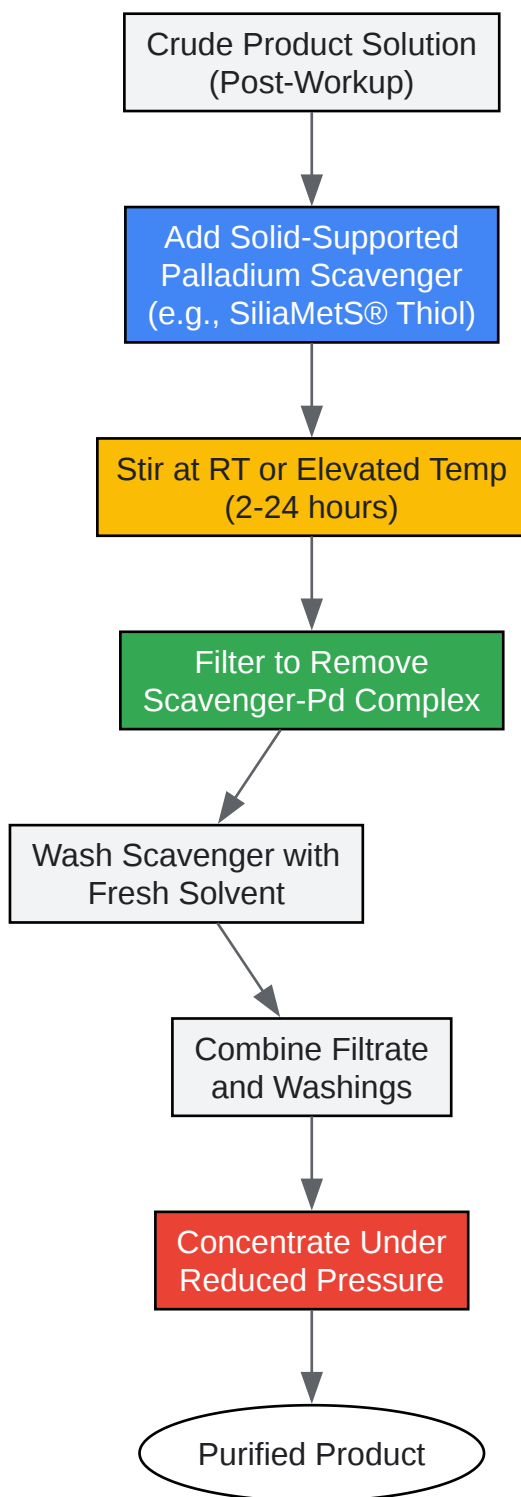 Crude Product Solution
(Post-Workup)
Add Solid-Supported
Palladium Scavenger
(e.g., SiliaMetS® Thiol)
Stir at RT or Elevated Temp
(2-24 hours)
Filter to Remove
Scavenger-Pd Complex
Wash Scavenger with
Fresh Solvent
Combine Filtrate
and Washings
Concentrate Under
Reduced Pressure
Purified Product